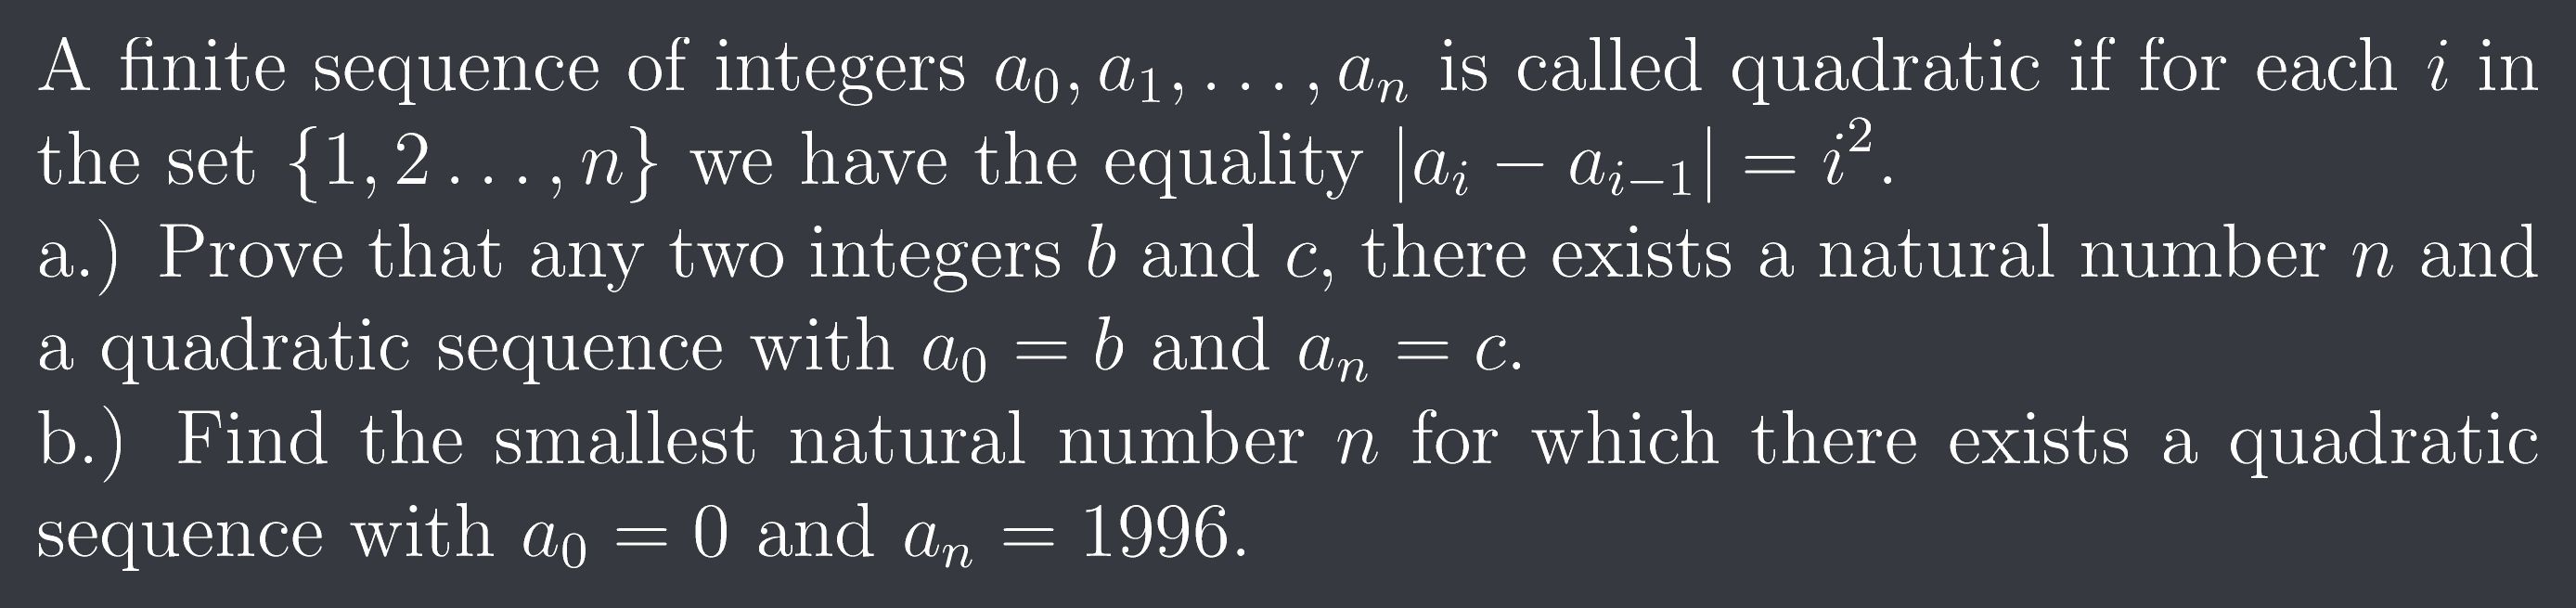 A finite sequence of integers $a_0, a_1, \ldots, a_n$ is called quadratic if for each $i$ in
the set $\{1, 2 \ldots, n\}$ we have the equality $|a_i - a_{i-1}| = i^2$.
a.) Prove that any two integers $b$ and $c$, there exists a natural number $n$ and
a quadratic sequence with $a_0 = b$ and $a_n = c$.
b.) Find the smallest natural number $n$ for which there exists a quadratic
sequence with $a_0 = 0$ and $a_n = 1996$.